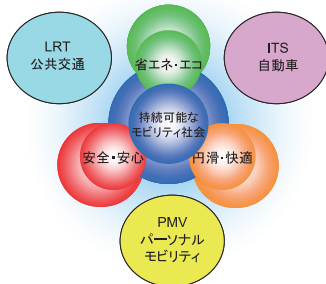 LRT
公共交通
省エネ・エコ
ITS
自動車
持続可能な
モビリティ社会
安全・安心
円滑・快適
PMV
パーソナル
モビリティ